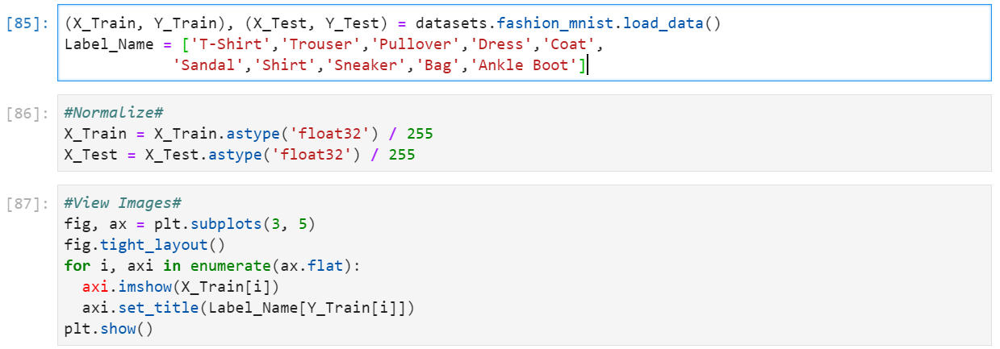 [85]: (X_Train, Y_Train), (X_Test, Y_Test) = datasets.fashion_mnist.load_data()
Label_Name = ['T-Shirt','Trouser','Pullover','Dress','Coat',
            'Sandal','Shirt','Sneaker','Bag','Ankle Boot']
[86]: #Normalize#
X_Train = X_Train.astype('float32') / 255
X_Test = X_Test.astype('float32') / 255
[87]: #View Images#
fig, ax = plt.subplots(3, 5)
fig.tight_layout()
for i, axi in enumerate(ax.flat):
  axi.imshow(X_Train[i])
  axi.set_title(Label_Name[Y_Train[i]])
plt.show()